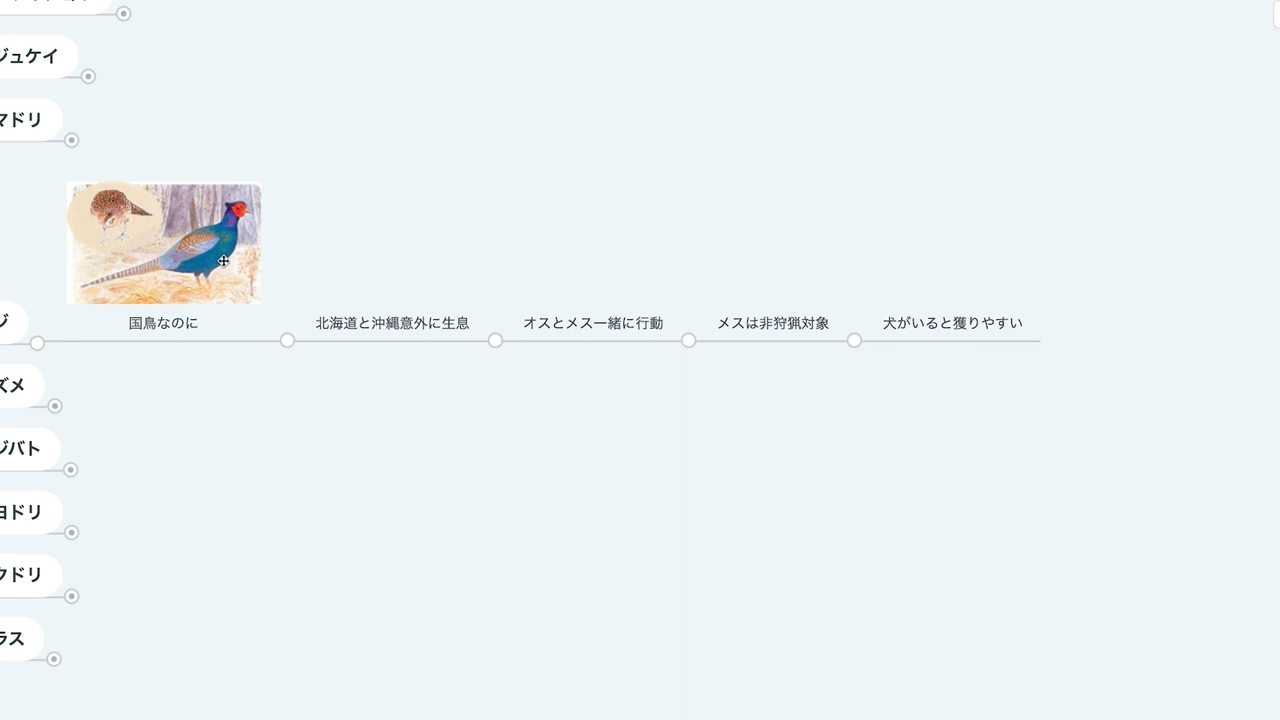 ジュケイ
マドリ
国鳥なのに
北海道と沖縄意外に生息
オスとメス一緒に行動
メスは非狩猟対象
犬がいると獲りやすい
ジ
ズメ
ジバト
ヨドリ
クドリ
ラス